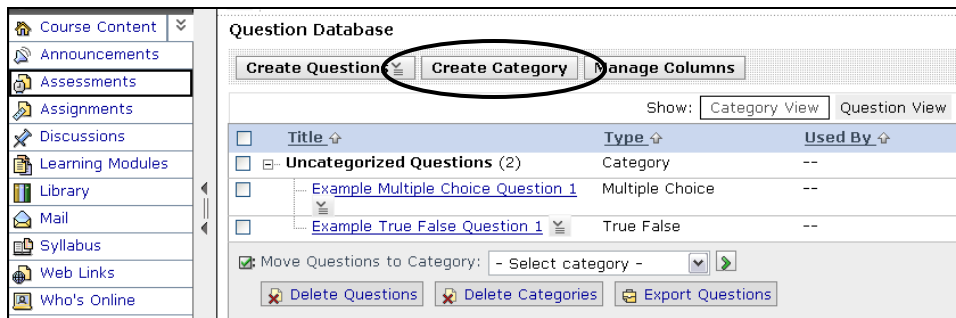 Course Content
Announcements
Assessments
Assignments
Discussions
Learning Modules
Library
Mail
Syllabus
Web Links
Who's Online
Question Database
Create Questions Create Category Manage Columns
Show: Category View Question View
Title Type Used By
Uncategorized Questions (2) Category --
Example Multiple Choice Question 1 Multiple Choice --
Example True False Question 1 True False --
Move Questions to Category: - Select category -
Delete Questions Delete Categories Export Questions